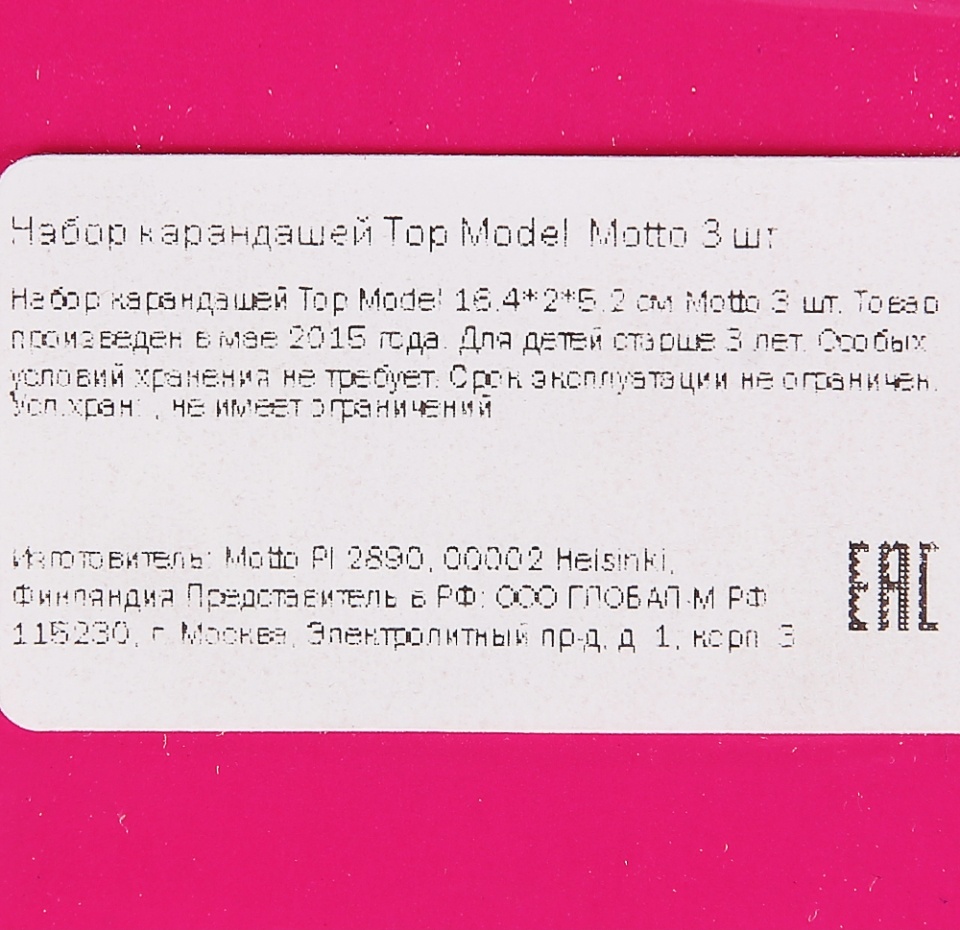 Набор карандашей Top Model Motto 3 шт
Набор карандашей Top Model 16.4*2*5.2 см Motto 3 шт. Товар
произведен в мае 2015 года. Для детей старше 3 лет. Особых
условий хранения не требует. Срок эксплуатации не ограничен.
Усл.хран: , не имеет ограничений
Изготовитель: Motto Pl 2890, 00002 Helsinki,
Финляндия Представитель в РФ: ООО ГЛОБАЛ-М РФ
115230, г. Москва, Электролитный пр-д, д. 1, корп. 3
EAC